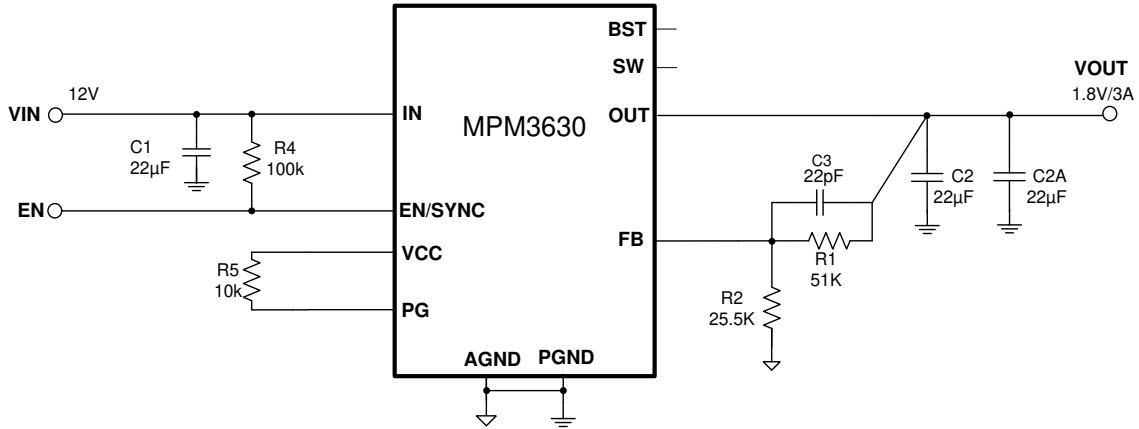 BST
SW
VOUT
1.8V/3A
12V
VIN
IN
MPM3630
OUT
C1
22µF
R4
100k
C3
22pF
C2
22µF
C2A
22µF
EN
EN/SYNC
FB
VCC
R5
10k
R1
51K
PG
R2
25.5K
AGND
PGND